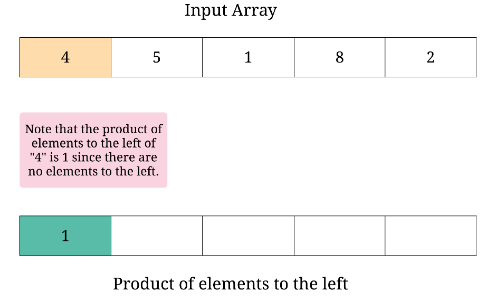 Input Array
4 5 1 8 2
Note that the product of
elements to the left of
"4" is 1 since there are
no elements to the left.
1
Product of elements to the left